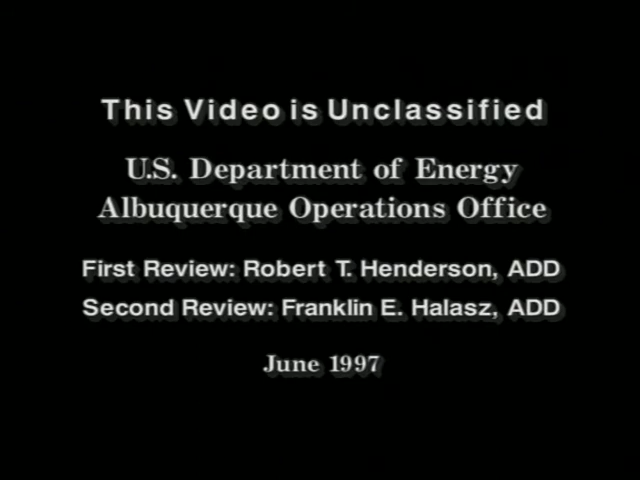 This Video is Unclassified
U.S. Department of Energy
Albuquerque Operations Office
First Review: Robert T. Henderson, ADD
Second Review: Franklin E. Halasz, ADD
June 1997